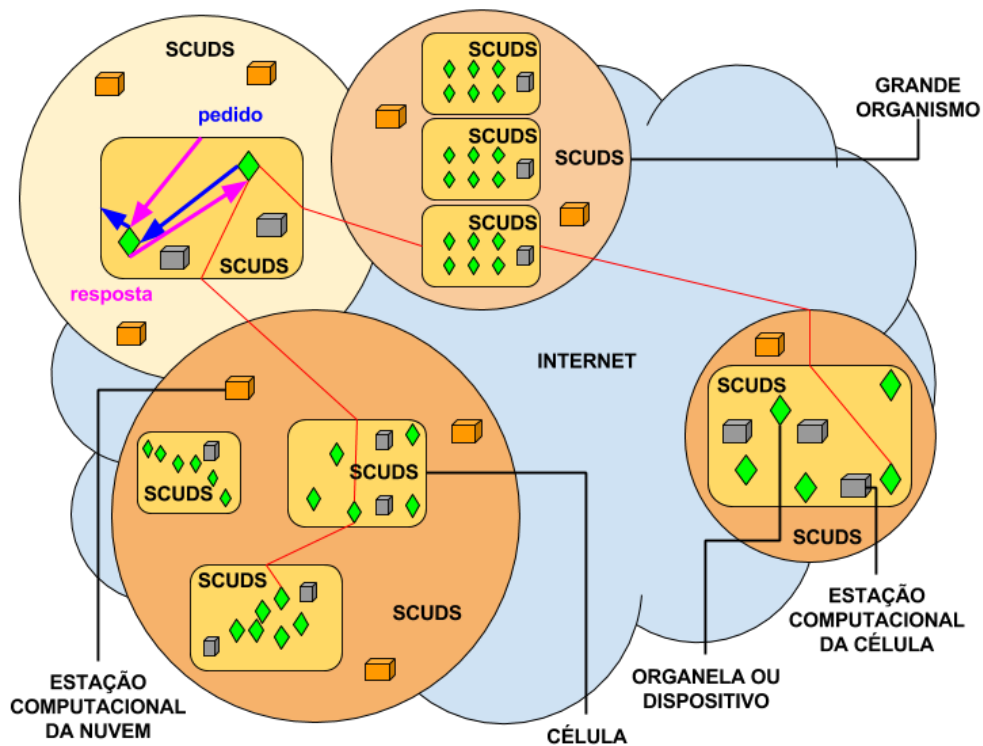 SCUDS
pedido
SCUDS
resposta
SCUDS
SCUDS
SCUDS
SCUDS
GRANDE
ORGANISMO
INTERNET
SCUDS
SCUDS
SCUDS
SCUDS
SCUDS
SCUDS
ESTAÇÃO
COMPUTACIONAL
DA NUVEM
CÉLULA
ORGANELA OU
DISPOSITIVO
ESTAÇÃO
COMPUTACIONAL
DA CÉLULA